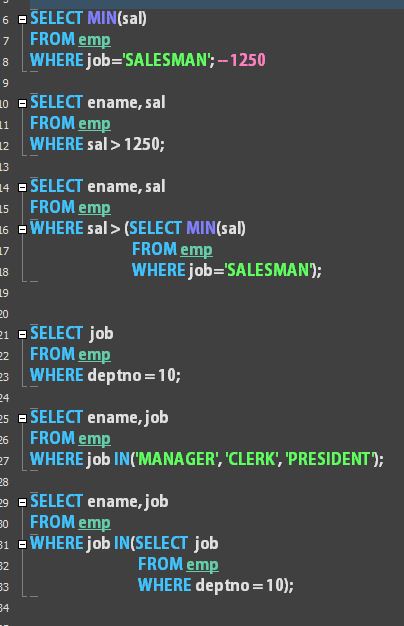 6 SELECT MIN(sal)
7 FROM emp
8 WHERE job='SALESMAN'; --1250
9
10 SELECT ename, sal
11 FROM emp
12 WHERE sal > 1250;
13
14 SELECT ename, sal
15 FROM emp
16 WHERE sal > (SELECT MIN(sal)
17 FROM emp
18 WHERE job='SALESMAN');
19
20
21 SELECT job
22 FROM emp
23 WHERE deptno = 10;
24
25 SELECT ename, job
26 FROM emp
27 WHERE job IN('MANAGER', 'CLERK', 'PRESIDENT');
28
29 SELECT ename, job
30 FROM emp
31 WHERE job IN(SELECT job
32 FROM emp
33 WHERE deptno = 10);
34